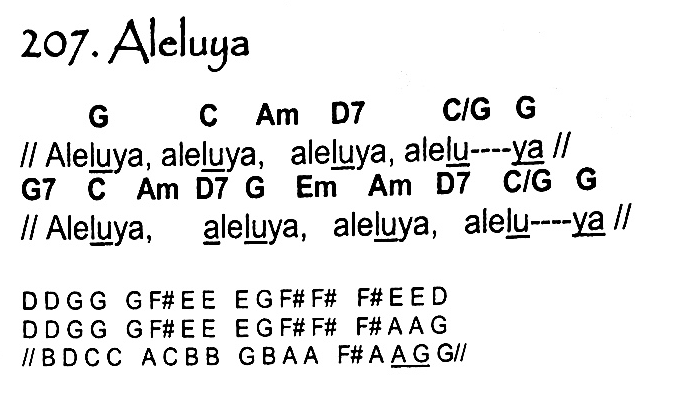 207. Aleluya
G C Am D7 C/G G
// Aleluya, aleluya, aleluya, alelu----ya //
G7 C Am D7 G Em Am D7 C/G G
// Aleluya, aleluya, aleluya, alelu----ya //
D D G G G F# E E E G F# F# F# E E D
D D G G G F# E E E G F# F# F# A A G
// B D C C A C B B G B A A F# A A G G//